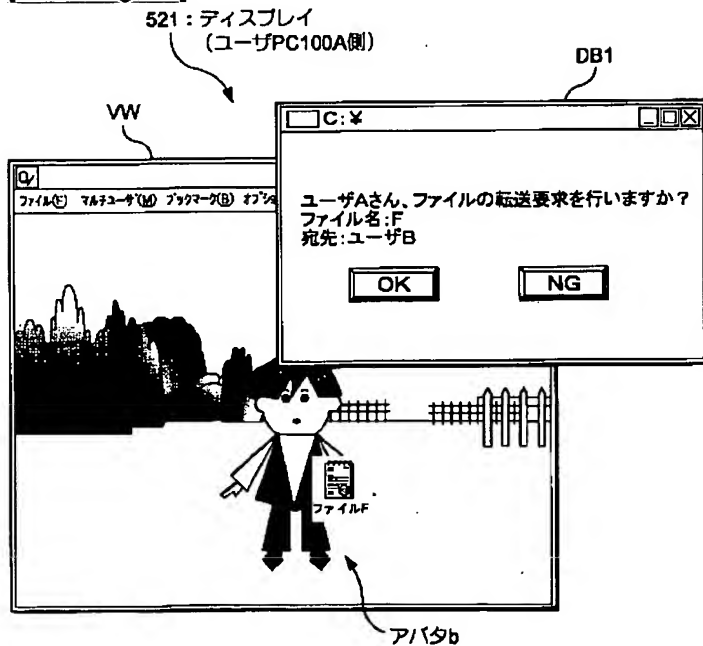 521：ディスプレイ
（ユーザPC100A側）
DB1
VW
C:¥
ファイル(F) マルチユーザ(M) ブックマーク(B) オプショ
ユーザAさん、ファイルの転送要求を行いますか？
ファイル名：F
宛先：ユーザB
OK NG
ファイルF
アバタb